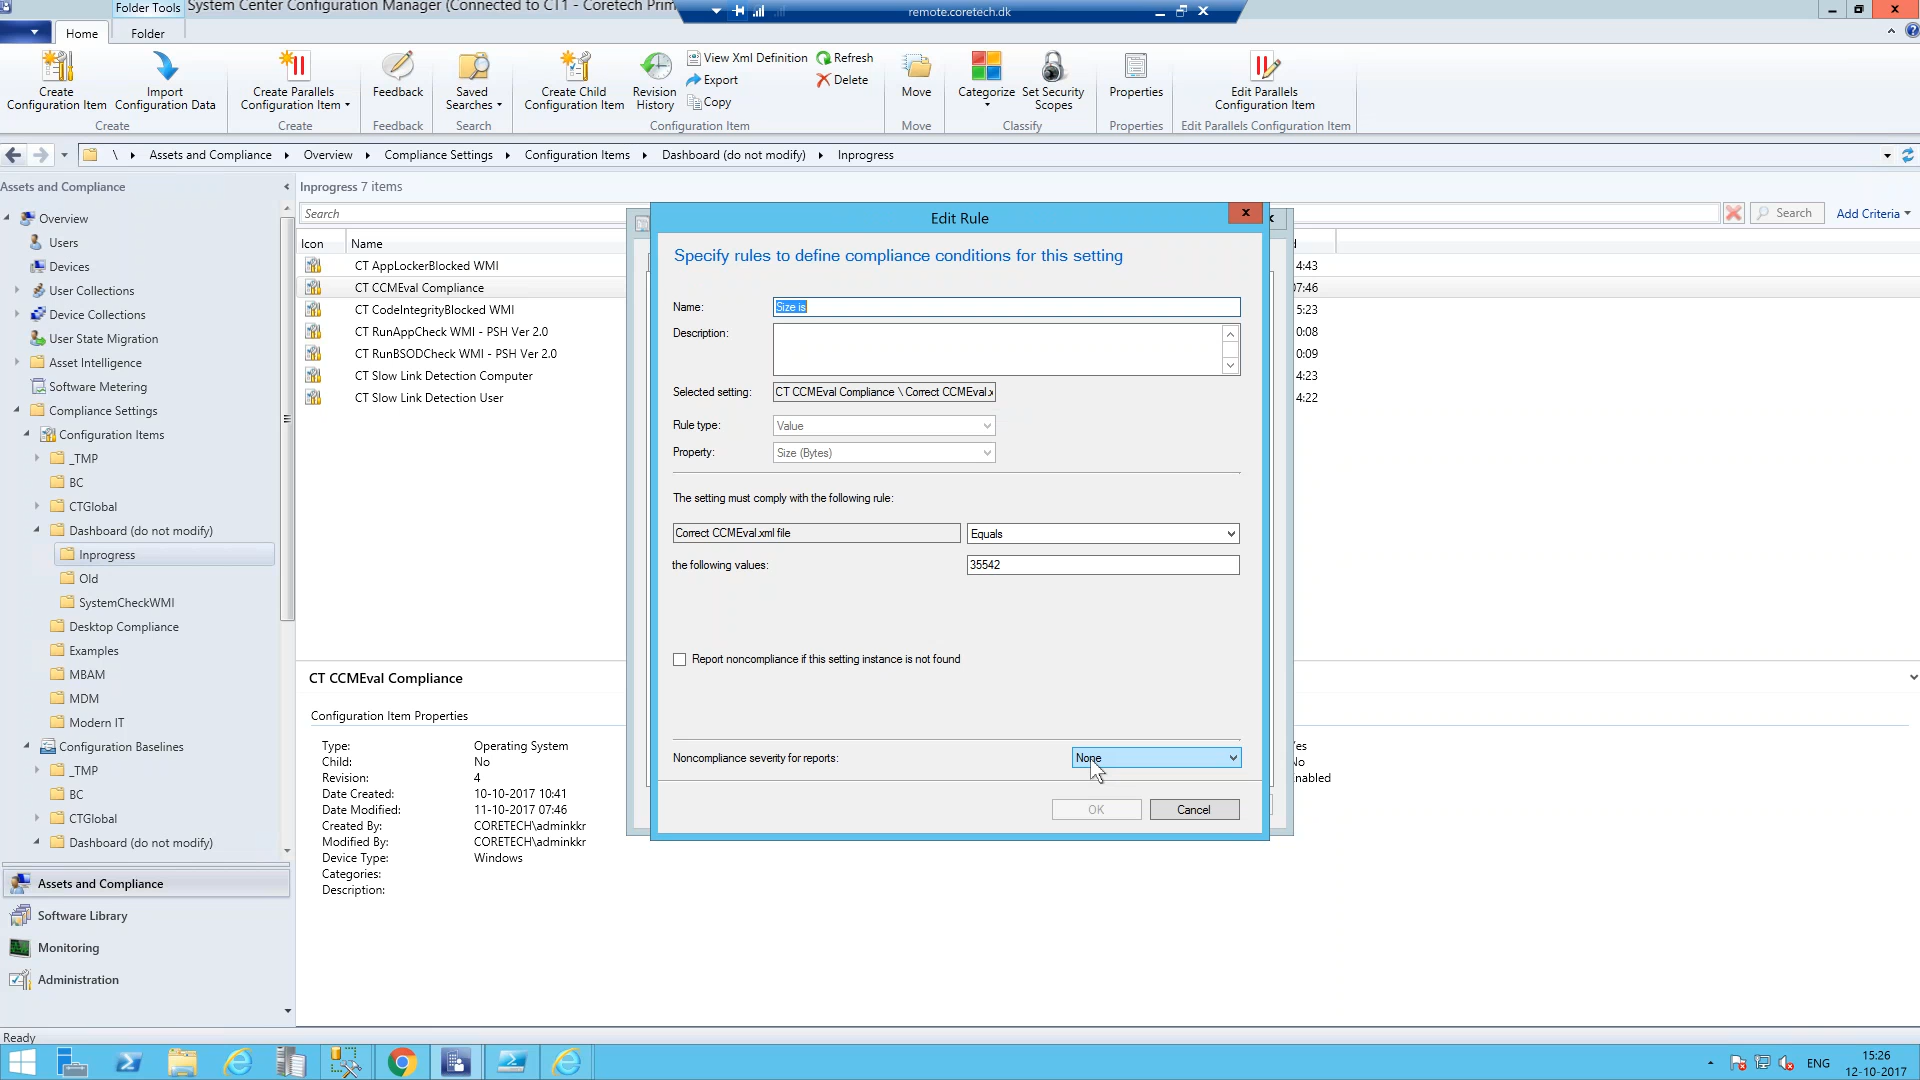 Folder Tools
System Center Configuration Manager (Connected to CT1 - Coretech Prim
remote.coretech.dk
Home
Folder
Create
Configuration Item
Import
Configuration Data
Create
Create Parallels
Configuration Item
Create
Feedback
Feedback
Saved
Searches
Search
Create Child
Configuration Item
Revision
History
View Xml Definition
Export
Copy
Refresh
Delete
Configuration Item
Move
Move
Categorize
Set Security
Scopes
Classify
Properties
Properties
Edit Parallels
Configuration Item
Edit Parallels Configuration Item
\ Assets and Compliance Overview Compliance Settings Configuration Items Dashboard (do not modify) Inprogress
Assets and Compliance
Overview
Users
Devices
User Collections
Device Collections
User State Migration
Asset Intelligence
Software Metering
Compliance Settings
Configuration Items
_TMP
BC
CTGlobal
Dashboard (do not modify)
Inprogress
Old
SystemCheckWMI
Desktop Compliance
Examples
MBAM
MDM
Modern IT
Configuration Baselines
_TMP
BC
CTGlobal
Dashboard (do not modify)
Assets and Compliance
Software Library
Monitoring
Administration
Inprogress 7 items
Search
Search
Add Criteria
Icon Name
CT AppLockerBlocked WMI
4:43
CT CCMEval Compliance
7:46
CT CodeIntegrityBlocked WMI
5:23
CT RunAppCheck WMI - PSH Ver 2.0
0:08
CT RunBSODCheck WMI - PSH Ver 2.0
0:09
CT Slow Link Detection Computer
4:23
CT Slow Link Detection User
4:22
Edit Rule
Specify rules to define compliance conditions for this setting
Name: Size is
Description:
Selected setting: CT CCMEval Compliance \ Correct CCMEval.x
Rule type: Value
Property: Size (Bytes)
The setting must comply with the following rule:
Correct CCMEval.xml file Equals
the following values: 35542
Report noncompliance if this setting instance is not found
Noncompliance severity for reports: None
OK Cancel
CT CCMEval Compliance
Configuration Item Properties
Type: Operating System
Child: No
Revision: 4
Date Created: 10-10-2017 10:41
Date Modified: 11-10-2017 07:46
Created By: CORETECH\adminkkr
Modified By: CORETECH\adminkkr
Device Type: Windows
Categories:
Description:
es
No
nabled
Ready
ENG
15:26
12-10-2017